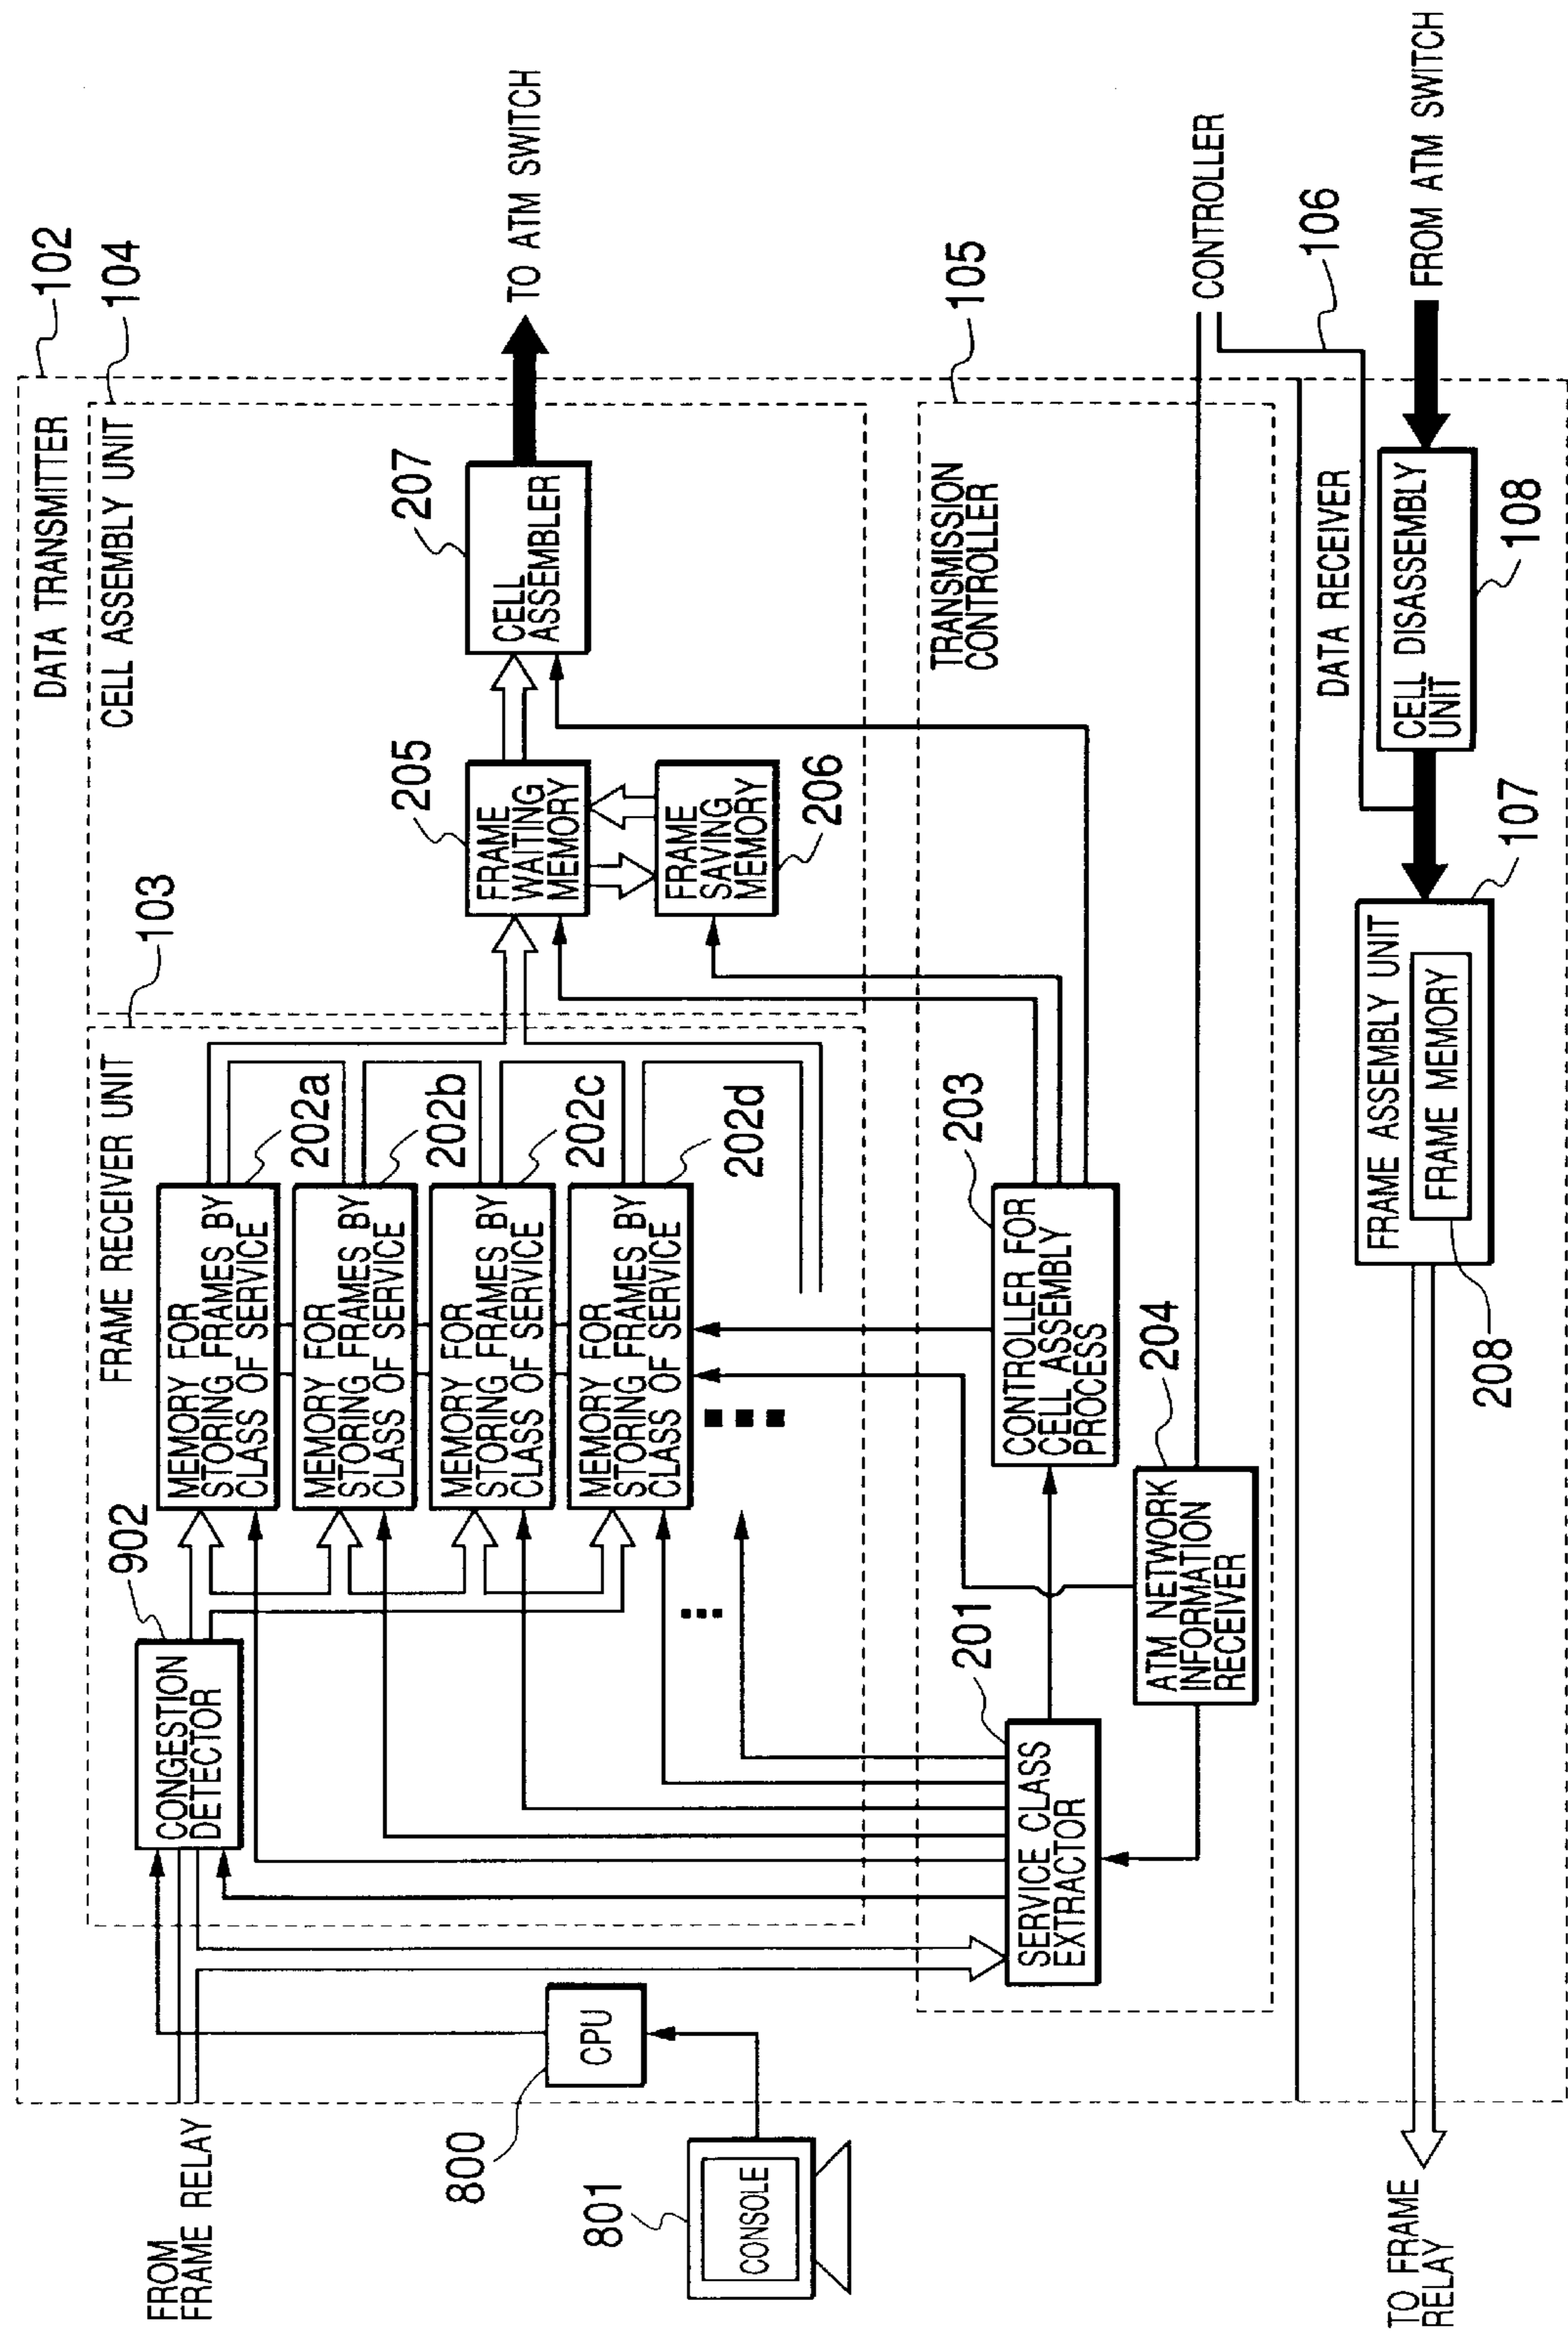 102
DATA TRANSMITTER
104
CELL ASSEMBLY UNIT
103
FRAME RECEIVER UNIT
FROM
FRAME RELAY
902
CONGESTION
DETECTOR
MEMORY FOR
STORING FRAMES BY
CLASS OF SERVICE
202a
MEMORY FOR
STORING FRAMES BY
CLASS OF SERVICE
202b
MEMORY FOR
STORING FRAMES BY
CLASS OF SERVICE
202c
MEMORY FOR
STORING FRAMES BY
CLASS OF SERVICE
202d
205
FRAME
WAITING
MEMORY
FRAME
SAVING
MEMORY
206
207
CELL
ASSEMBLER
TO ATM SWITCH
800
CPU
801
CONSOLE
105
TRANSMISSION
CONTROLLER
201
SERVICE CLASS
EXTRACTOR
203
CONTROLLER FOR
CELL ASSEMBLY
PROCESS
204
ATM NETWORK
INFORMATION
RECEIVER
CONTROLLER
106
DATA RECEIVER
FROM ATM SWITCH
CELL DISASSEMBLY
UNIT
108
107
FRAME ASSEMBLY UNIT
FRAME MEMORY
208
TO FRAME
RELAY